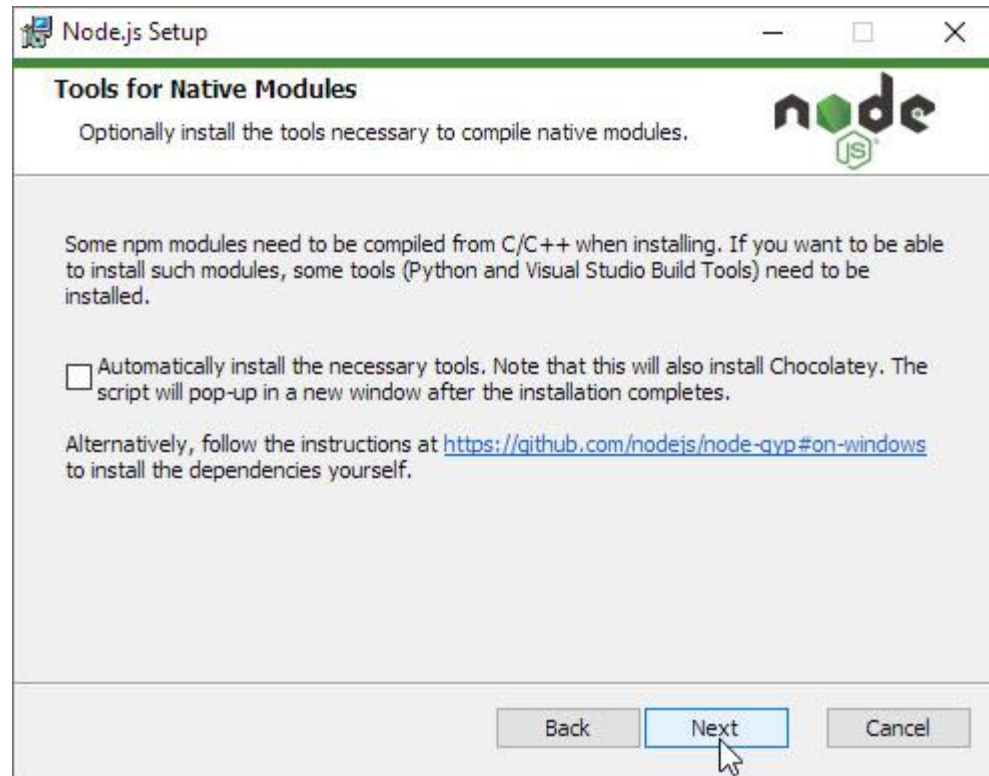 Node.js Setup
Tools for Native Modules
Optionally install the tools necessary to compile native modules.
node
JS
Some npm modules need to be compiled from C/C++ when installing. If you want to be able
to install such modules, some tools (Python and Visual Studio Build Tools) need to be
installed.
Automatically install the necessary tools. Note that this will also install Chocolatey. The
script will pop-up in a new window after the installation completes.
Alternatively, follow the instructions at https://github.com/nodejs/node-gyp#on-windows
to install the dependencies yourself.
Back Next Cancel